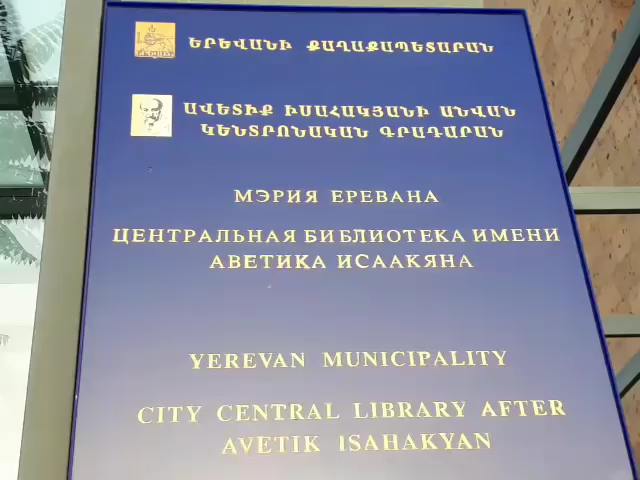 ԵՐԵՎԱՆԻ ՔԱՂԱՔԱՊԵՏԱՐԱՆ
ԱՎԵՏԻՔ ԻՍԱՀԱԿՅԱՆԻ ԱՆՎԱՆ
ԿԵՆՏՐՈՆԱԿԱՆ ԳՐԱԴԱՐԱՆ
МЭРИЯ ЕРЕВАНА
ЦЕНТРАЛЬНАЯ БИБЛИОТЕКА ИМЕНИ
АВЕТИКА ИСААКЯНА
YEREVAN MUNICIPALITY
CITY CENTRAL LIBRARY AFTER
AVETIK ISAHAKYAN